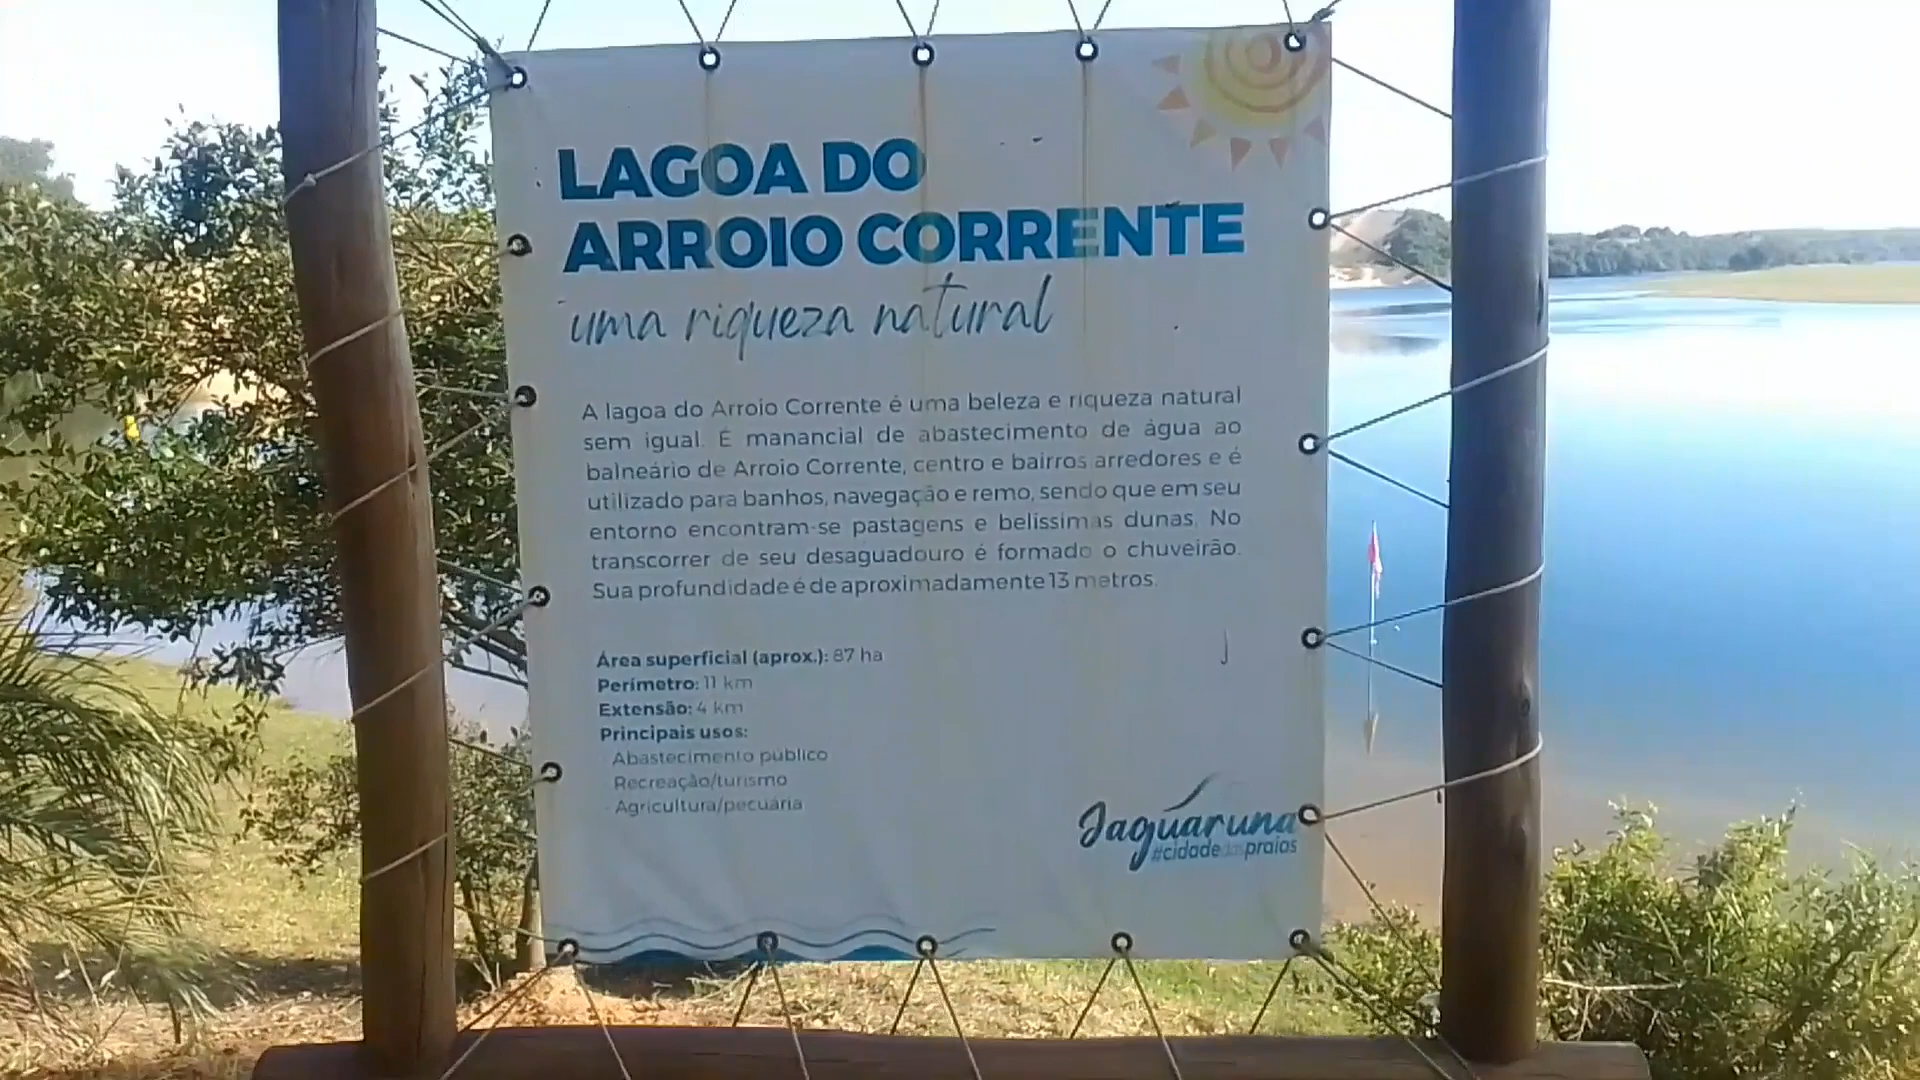 LAGOA DO
ARROIO CORRENTE
uma riqueza natural
A lagoa do Arroio Corrente é uma beleza e riqueza natural
sem igual. É manancial de abastecimento de água ao
balneário de Arroio Corrente, centro e bairros arredores e é
utilizado para banhos, navegação e remo, sendo que em seu
entorno encontram-se pastagens e belíssimas dunas. No
transcorrer de seu desaguadouro é formado o chuveirão.
Sua profundidade é de aproximadamente 13 metros.
Área superficial (aprox.): 87 ha
Perímetro: 11 km
Extensão: 4 km
Principais usos:
- Abastecimento público
- Recreação/turismo
- Agricultura/pecuária
Jaguaruna
#cidadedaspraias